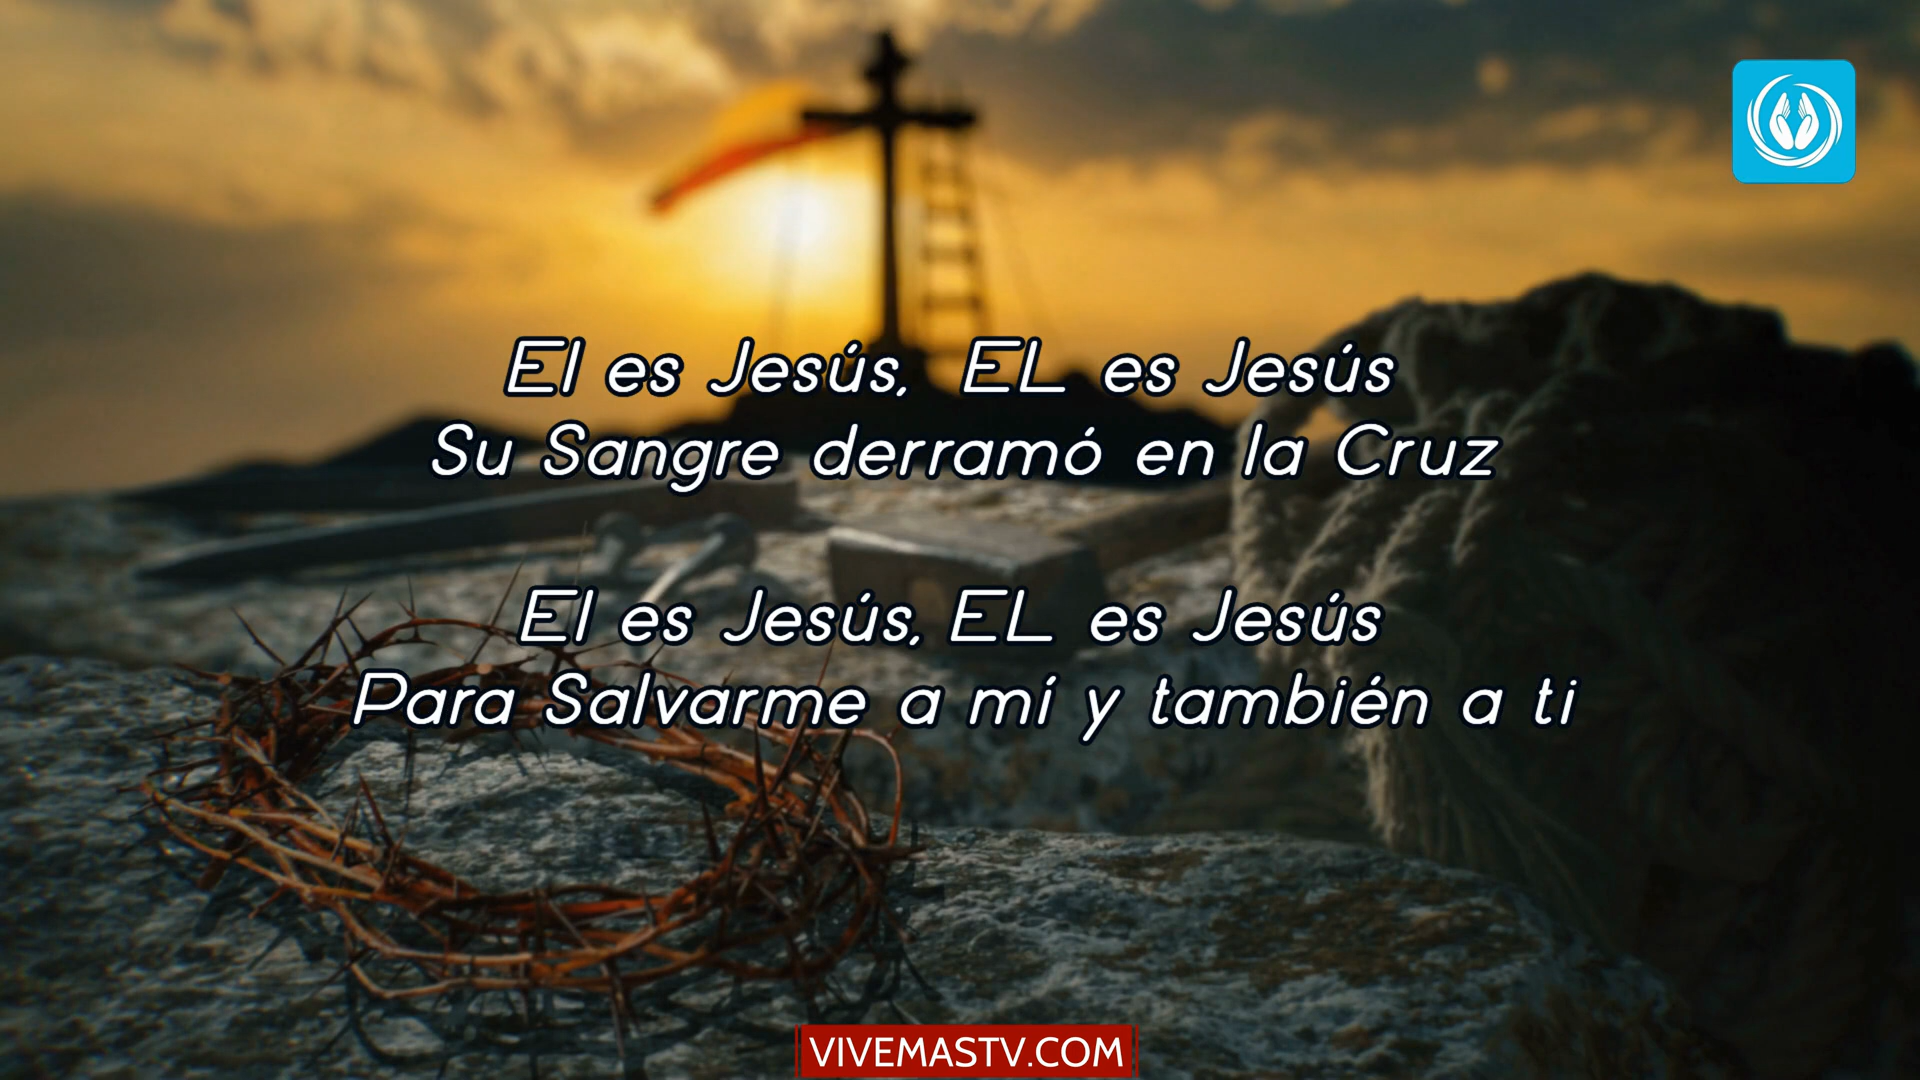 El es Jesús, EL es Jesús
Su Sangre derramó en la Cruz
El es Jesús, EL es Jesús
Para Salvarme a mí y también a ti
VIVEMASTV.COM